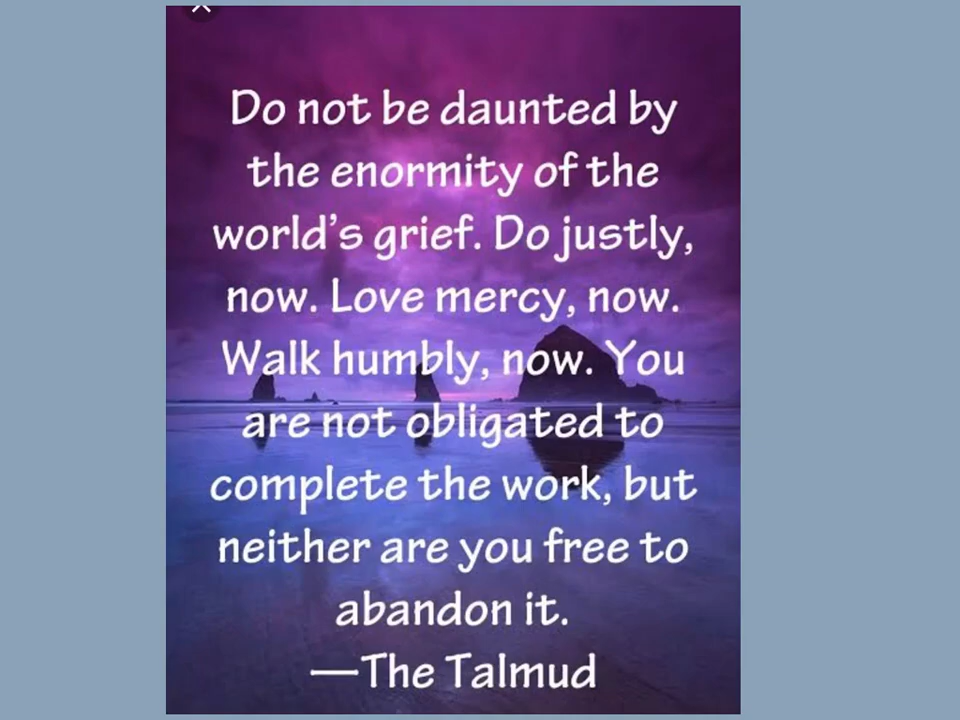 Do not be daunted by
the enormity of the
world's grief. Do justly,
now. Love mercy, now.
Walk humbly, now. You
are not obligated to
complete the work, but
neither are you free to
abandon it.
—The Talmud